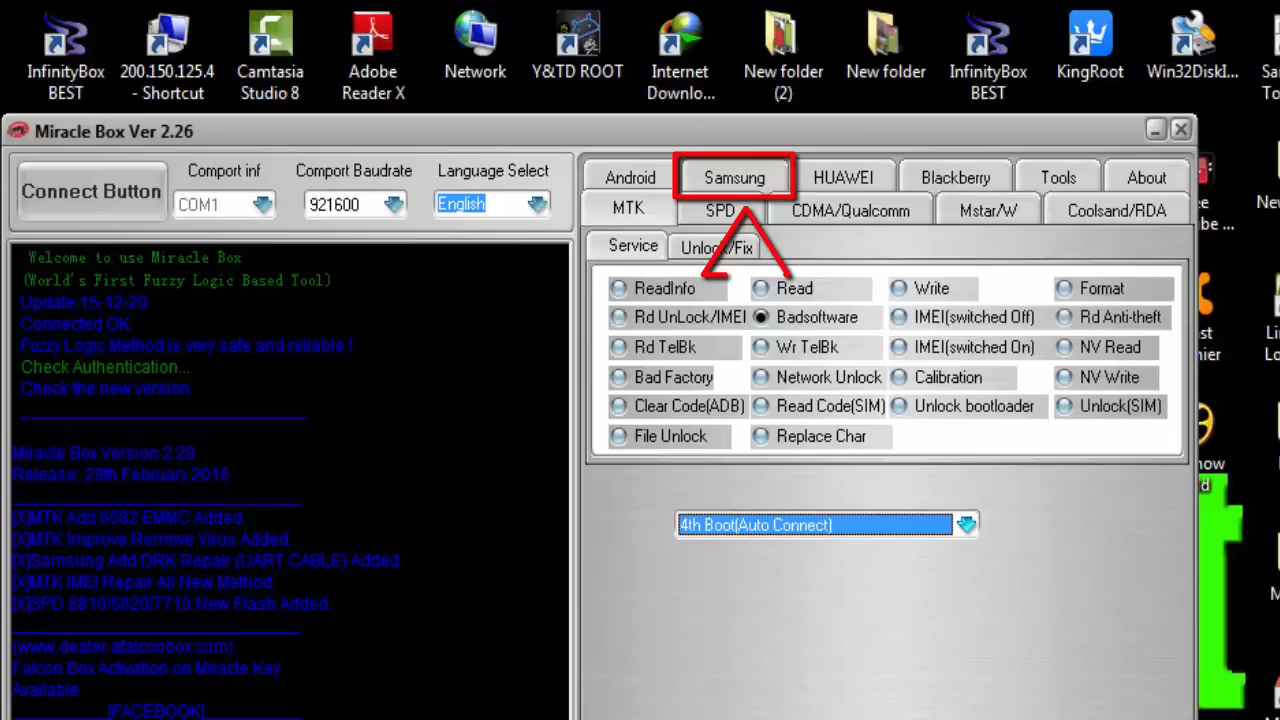 InfinityBox
BEST
200.150.125.4
- Shortcut
Camtasia
Studio 8
Adobe
Reader X
Network
Y&TD ROOT
Internet
Downlo...
New folder
(2)
New folder
InfinityBox
BEST
KingRoot
Win32DiskI...
Miracle Box Ver 2.26
Connect Button
Comport inf
Comport Baudrate
Language Select
COM1
921600
English
Android
Samsung
HUAWEI
Blackberry
Tools
About
MTK
SPD
CDMA/Qualcomm
Mstar/W
Coolsand/RDA
Service
Unlock/Fix
ReadInfo
Read
Write
Format
Rd UnLock/IMEI
Badsoftware
IMEI(switched Off)
Rd Anti-theft
Rd TelBk
Wr TelBk
IMEI(switched On)
NV Read
Bad Factory
Network Unlock
Calibration
NV Write
Clear Code(ADB)
Read Code(SIM)
Unlock bootloader
Unlock(SIM)
File Unlock
Replace Char
4th Boot(Auto Connect)
Welcome to use Miracle Box
(World's First Fuzzy Logic Based Tool)
Update:15-12-20
Connected OK.
Fuzzy Logic Method is very safe and reliable !
Check Authentication...
Check the new version.
Miracle Box Version 2.28
Release: 29th February 2016
[X]MTK Add 6582 EMMC Added.
[X]MTK Improve Remove Virus Added.
[X]Samsung Add DRK Repair (UART CABLE) Added.
[X]MTK IMEI Repair All New Method.
[X]SPD 8810/6820/7710 New Flash Added.
(www.dealer.afalconbox.com)
Falcon Box Activation on Miracle Key
Available
[FACEBOOK]